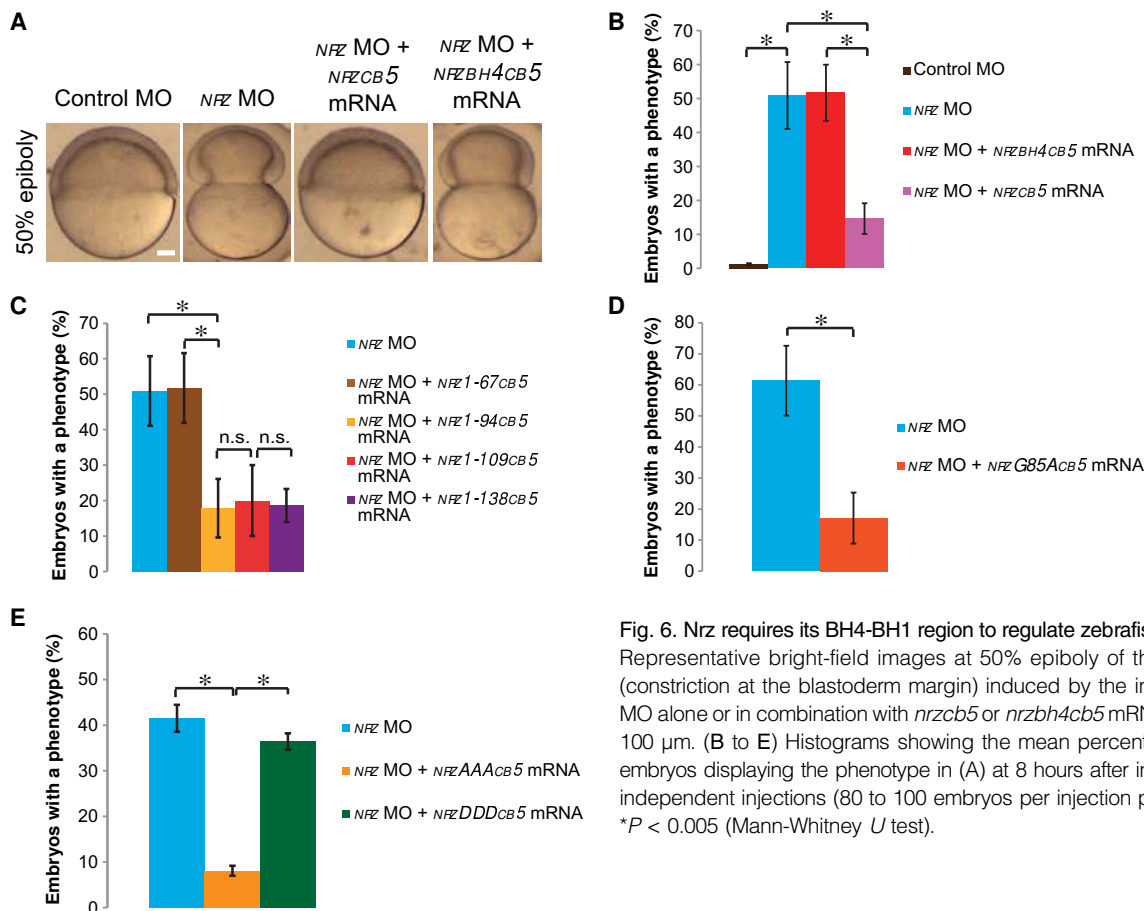 A
Control MO
NRZ MO
NRZ MO +
NRZCB5
mRNA
NRZ MO +
NRZBH4CB5
mRNA
50% epiboly
B
Embryos with a phenotype (%)
70
60
50
40
30
20
10
0
*
*
*
Control MO
NRZ MO
NRZ MO + NRZBH4CB5 mRNA
NRZ MO + NRZCB5 mRNA
C
Embryos with a phenotype (%)
70
60
50
40
30
20
10
0
*
*
n.s.
n.s.
NRZ MO
NRZ MO + NRZ1-67CB5
mRNA
NRZ MO + NRZ1-94CB5
mRNA
NRZ MO + NRZ1-109CB5
mRNA
NRZ MO + NRZ1-138CB5
mRNA
D
Embryos with a phenotype (%)
80
70
60
50
40
30
20
10
0
*
NRZ MO
NRZ MO + NRZG85ACB5 mRNA
E
Embryos with a phenotype (%)
60
50
40
30
20
10
0
*
*
NRZ MO
NRZ MO + NRZAAACB5 mRNA
NRZ MO + NRZDDDCB5 mRNA
Fig. 6. Nrz requires its BH4-BH1 region to regulate zebrafis
Representative bright-field images at 50% epiboly of th
(constriction at the blastoderm margin) induced by the in
MO alone or in combination with nrzcb5 or nrzbh4cb5 mRN
100 μm. (B to E) Histograms showing the mean percent
embryos displaying the phenotype in (A) at 8 hours after in
independent injections (80 to 100 embryos per injection p
*P < 0.005 (Mann-Whitney U test).